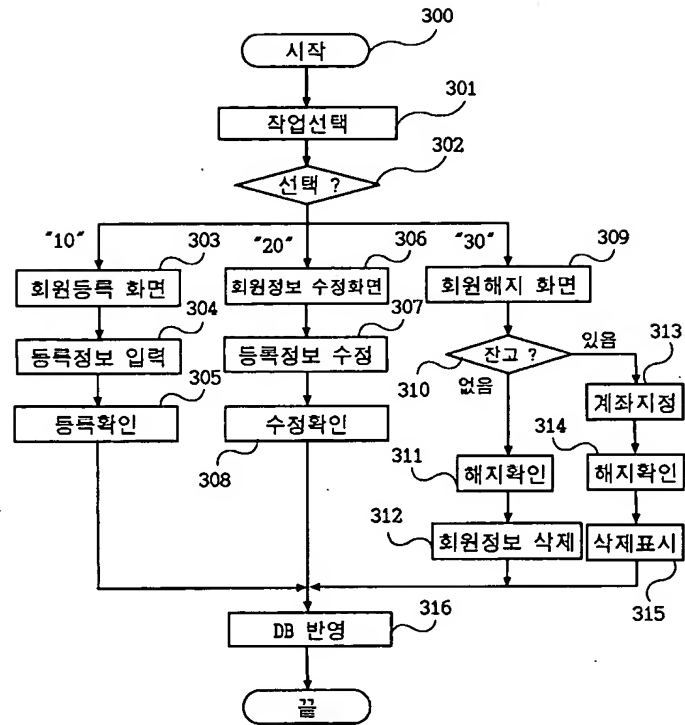 300
시작
301
작업선택
302
선택 ?
"10" 303 "20" 306 "30" 309
회원등록 화면 회원정보 수정화면 회원해지 화면
304 307 있음 313
등록정보 입력 등록정보 수정 잔고 ?
310 없음 계좌지정
305 314
등록확인 수정확인
308 311 해지확인 해지확인
312 회원정보 삭제 삭제표시
315
316
DB 반영
끝